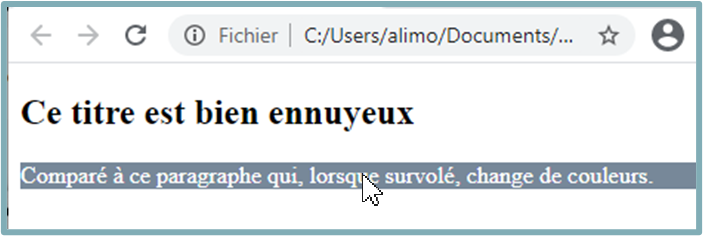 Fichier C:/Users/alimo/Documents/...
Ce titre est bien ennuyeux
Comparé à ce paragraphe qui, lorsque survolé, change de couleurs.